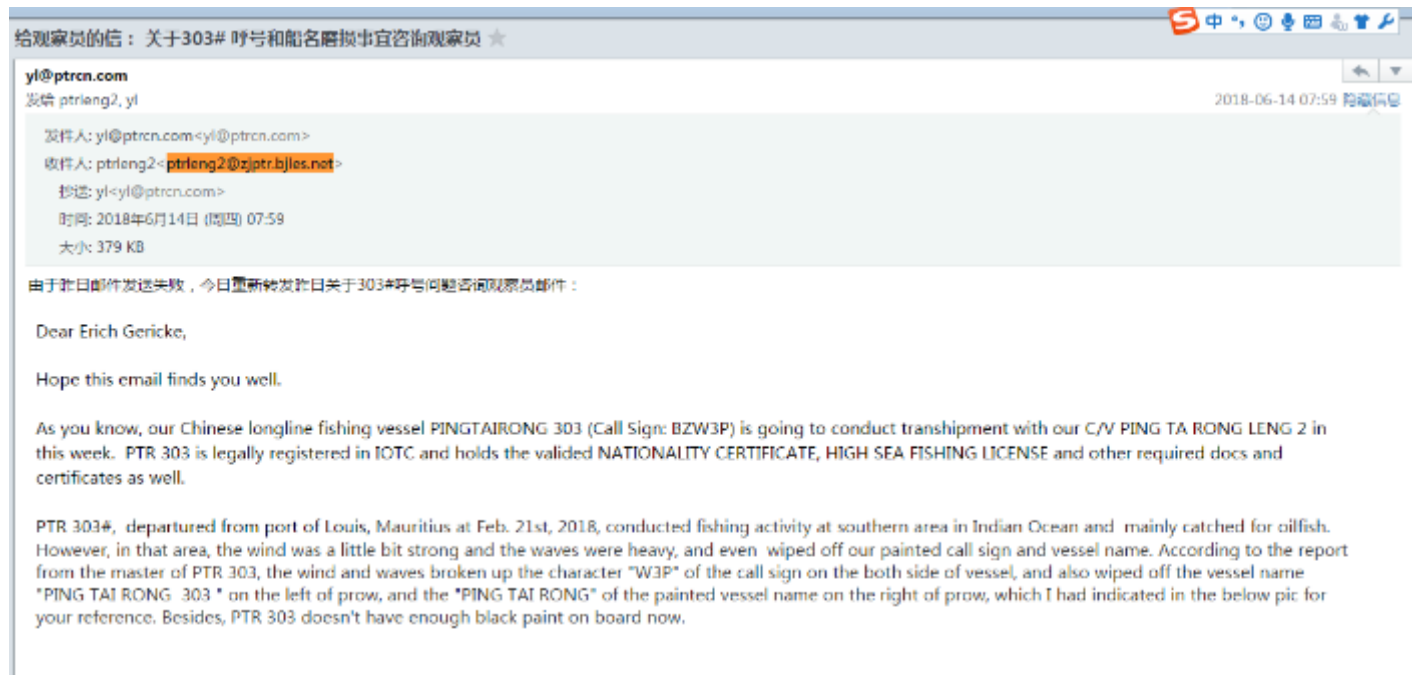 中
给观察员的信： 关于303# 呼号和船名磨损事宜咨询观察员
yl@ptrcn.com
发给 ptrleng2, yl
2018-06-14 07:59 隐藏信息
发件人: yl@ptrcn.com<yl@ptrcn.com>
收件人: ptrleng2<ptrleng2@zjptr.bjles.net>
抄送: yl<yl@ptrcn.com>
时间: 2018年6月14日 (周四) 07:59
大小: 379 KB
由于昨日邮件发送失败，今日重新转发昨日关于303#呼号问题咨询观察员邮件：
Dear Erich Gericke,
Hope this email finds you well.
As you know, our Chinese longline fishing vessel PINGTAIRONG 303 (Call Sign: BZW3P) is going to conduct transhipment with our C/V PING TA RONG LENG 2 in
this week. PTR 303 is legally registered in IOTC and holds the valided NATIONALITY CERTIFICATE, HIGH SEA FISHING LICENSE and other required docs and
certificates as well.
PTR 303#, departured from port of Louis, Mauritius at Feb. 21st, 2018, conducted fishing activity at southern area in Indian Ocean and mainly catched for oilfish.
However, in that area, the wind was a little bit strong and the waves were heavy, and even wiped off our painted call sign and vessel name. According to the report
from the master of PTR 303, the wind and waves broken up the character "W3P" of the call sign on the both side of vessel, and also wiped off the vessel name
"PING TAI RONG 303 " on the left of prow, and the "PING TAI RONG" of the painted vessel name on the right of prow, which I had indicated in the below pic for
your reference. Besides, PTR 303 doesn't have enough black paint on board now.